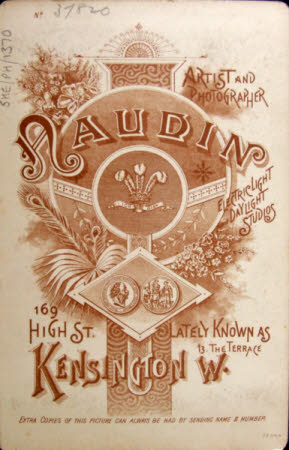 No 37820
SHE/PH/1370
ARTIST AND
PHOTOGRAPHER
NAUDIN
ELECTRIC LIGHT
DAYLIGHT
STUDIOS
169
HIGH ST.
LATELY KNOWN AS
13. THE TERRACE
KENSINGTON W.
EXTRA COPIES OF THIS PICTURE CAN ALWAYS BE HAD BY SENDING NAME & NUMBER.